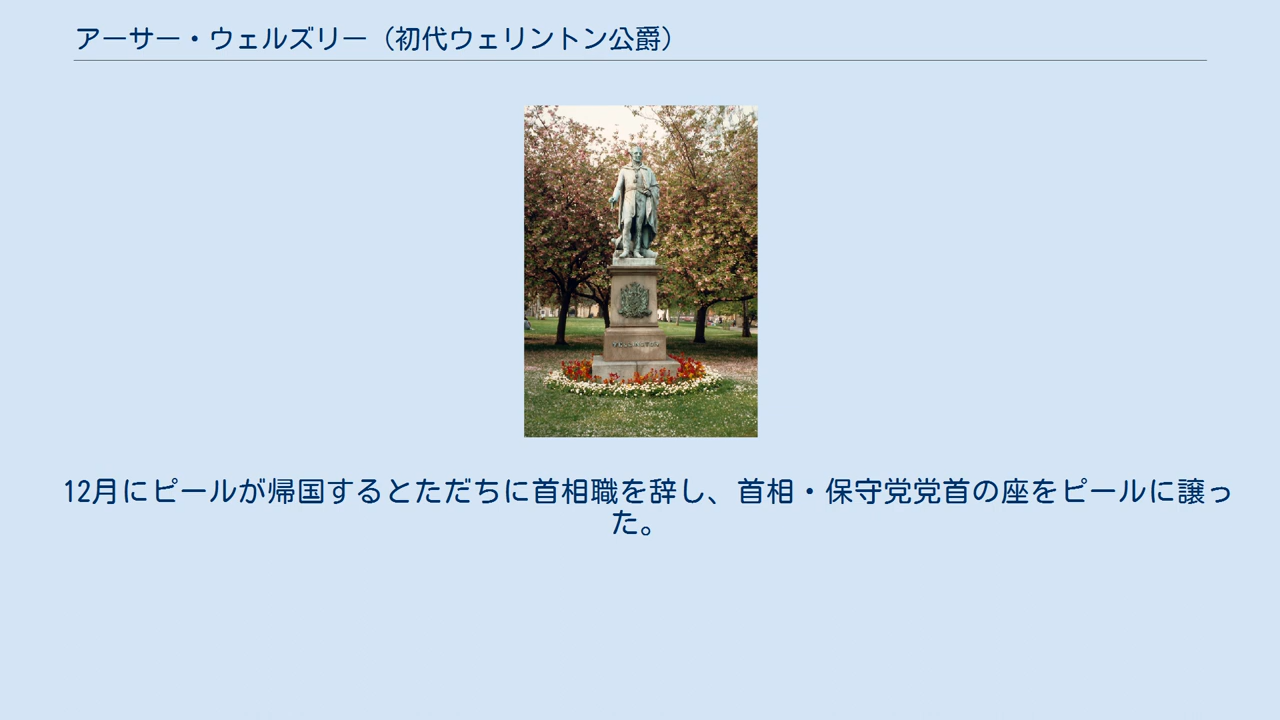 アーサー・ウェルズリー（初代ウェリントン公爵）
12月にピールが帰国するとただちに首相職を辞し、首相・保守党党首の座をピールに譲っ
た。